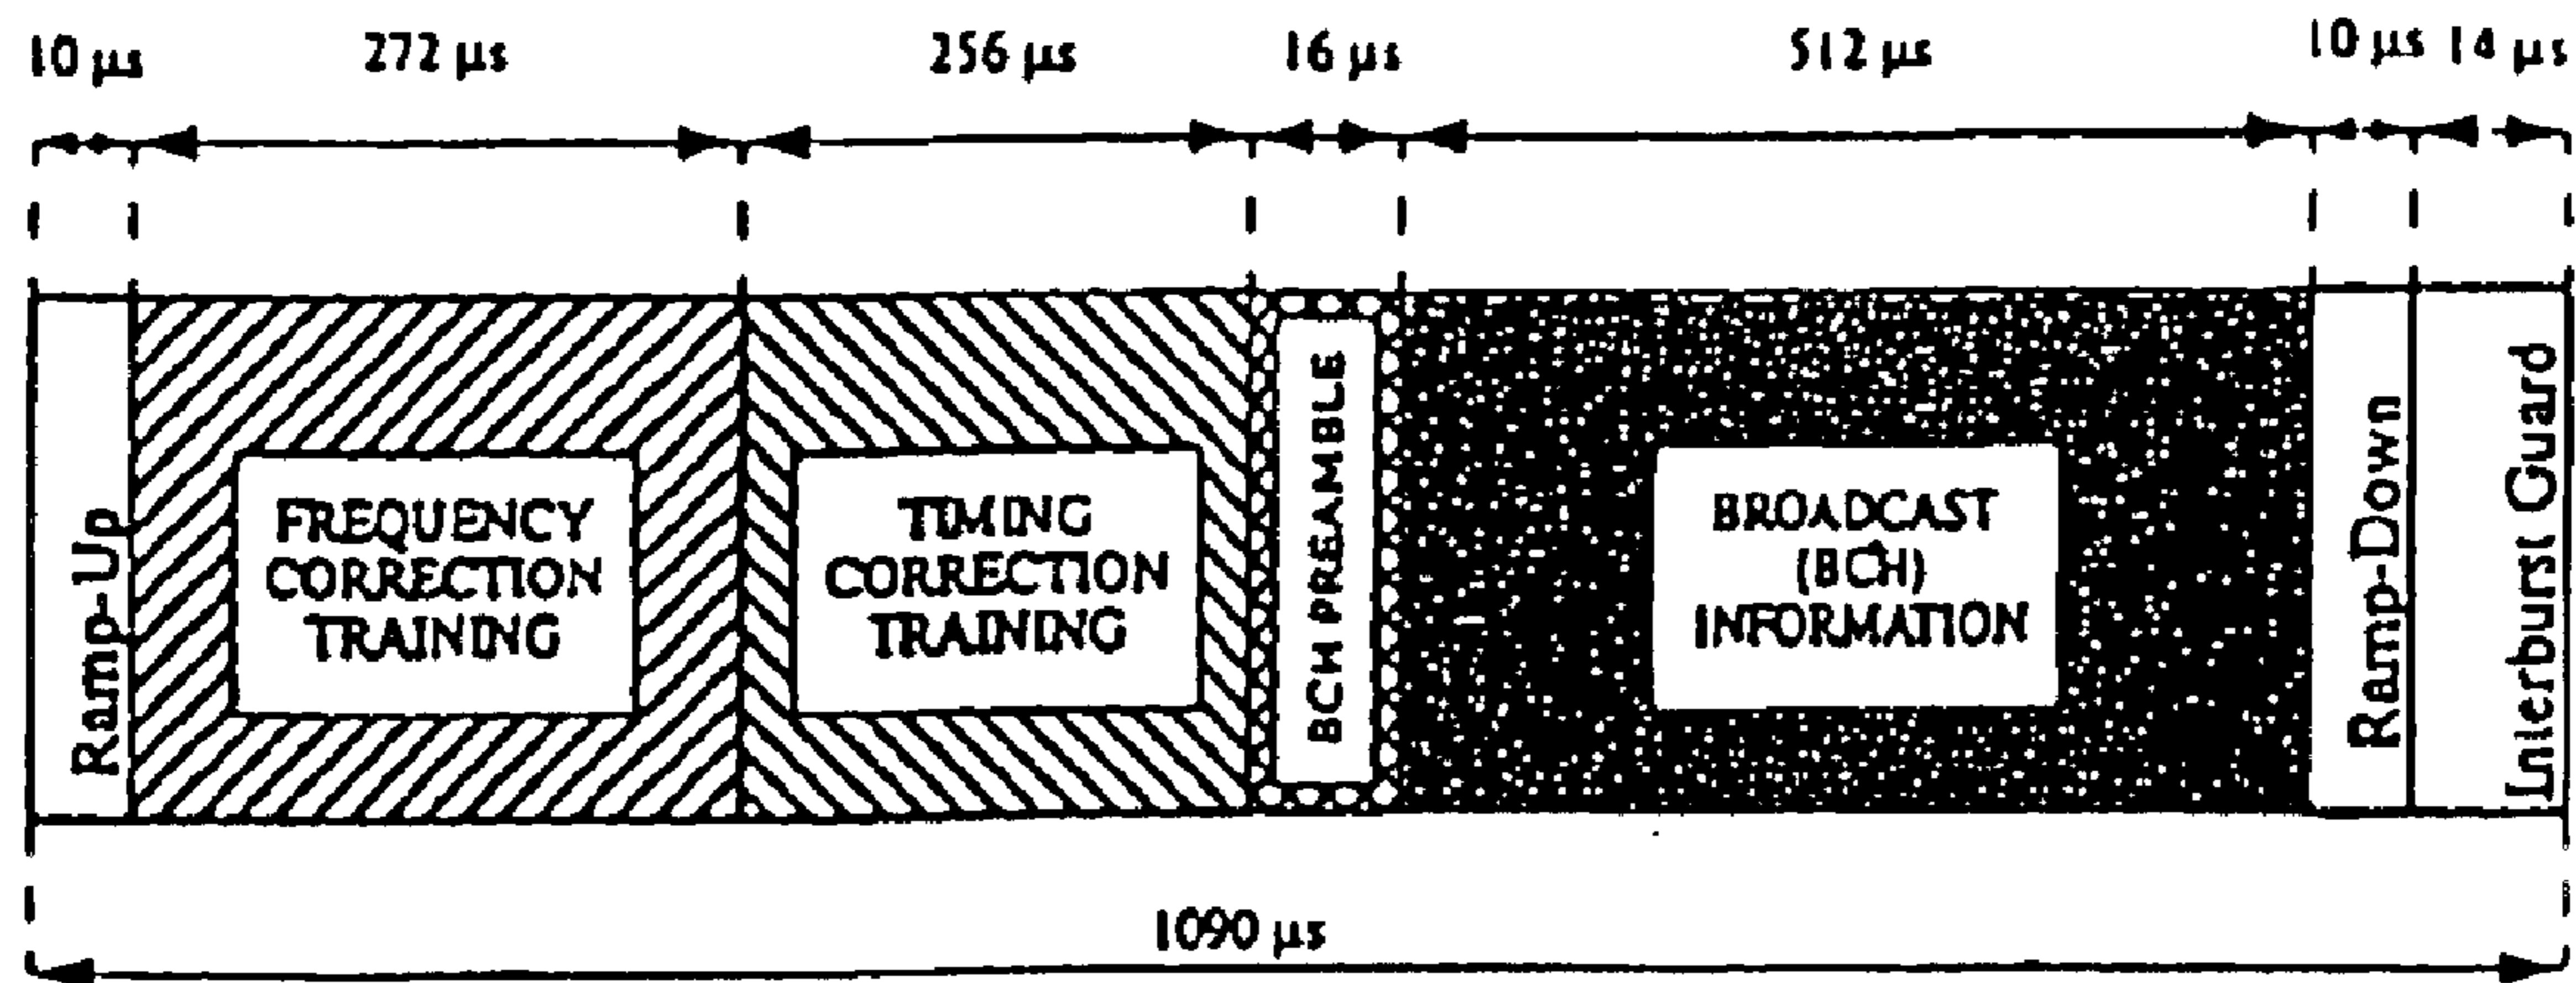 10 µs 272 µs 256 µs 16 µs 512 µs 10 µs 14 µs
Ramp-Up
FREQUENCY
CORRECTION
TRAINING
TIMING
CORRECTION
TRAINING
BCH PREAMBLE
BROADCAST
(BCH)
INFORMATION
Ramp-Down
Interburst Guard
1090 µs